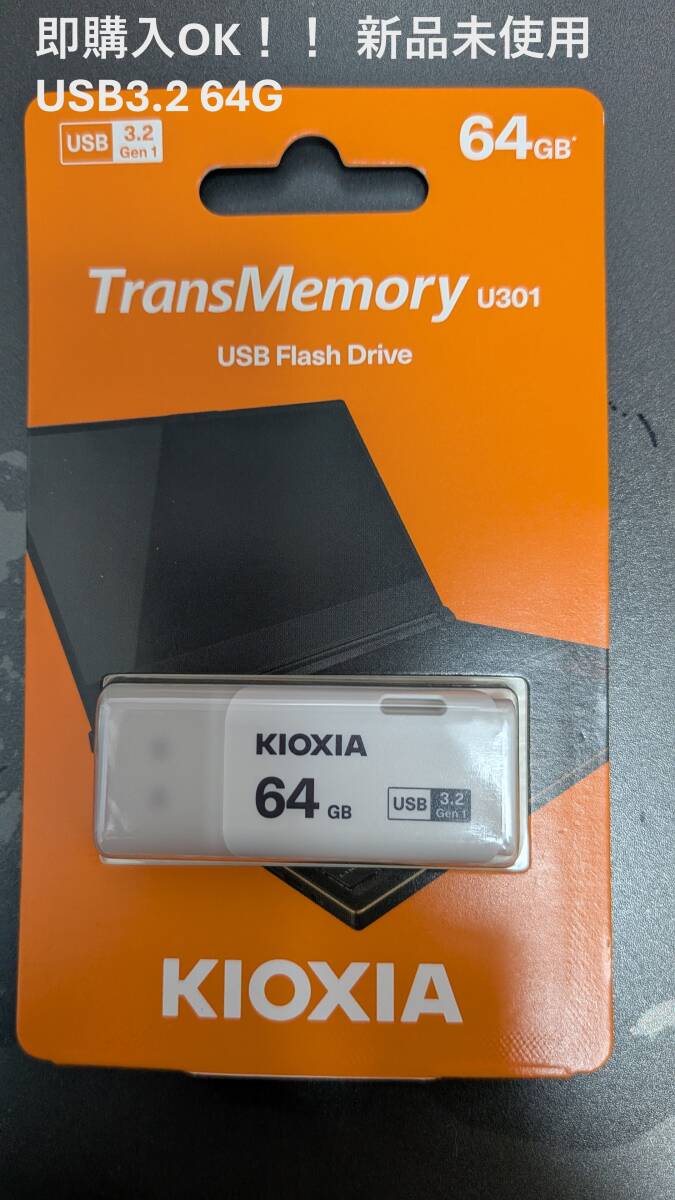 即購入OK！！ 新品未使用
USB3.2 64G
USB 3.2 Gen 1
64GB*
TransMemory U301
USB Flash Drive
KIOXIA
64 GB
USB 3.2 Gen 1
KIOXIA